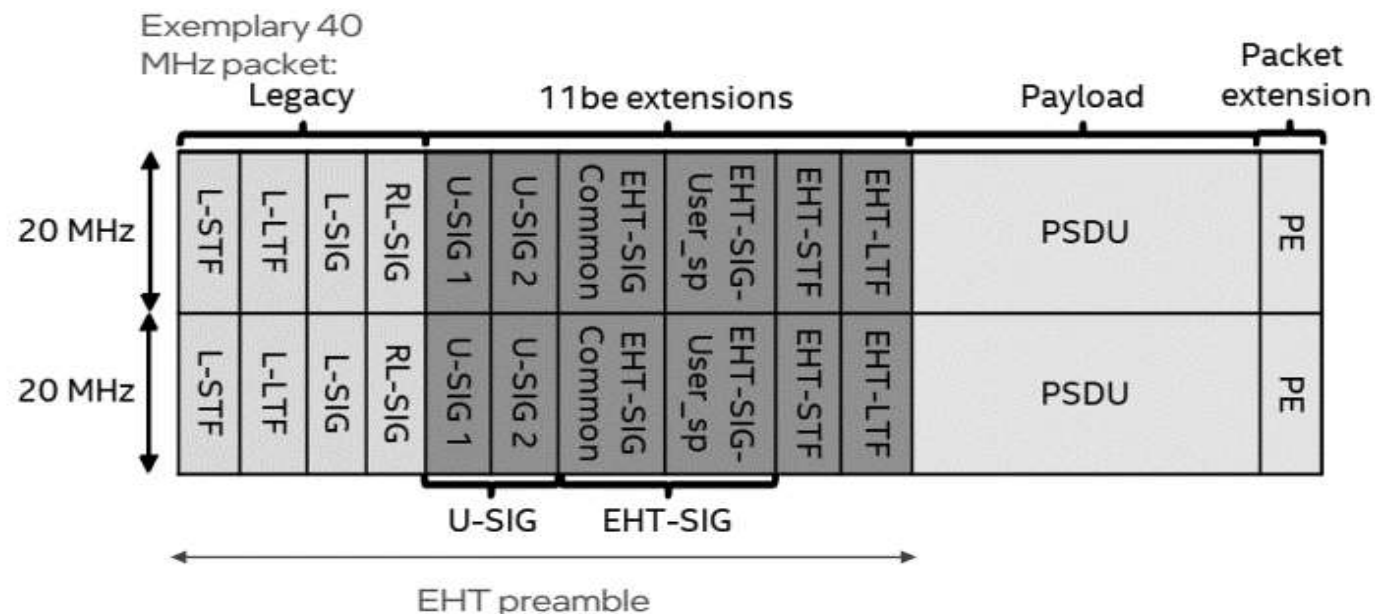 Exemplary 40
MHz packet:
Legacy
11be extensions
Payload
Packet
extension
20 MHz
L-STF
L-LTF
L-SIG
RL-SIG
U-SIG 1
U-SIG 2
EHT-SIG
Common
EHT-SIG-
User_sp
EHT-STF
EHT-LTF
PSDU
PE
20 MHz
L-STF
L-LTF
L-SIG
RL-SIG
U-SIG 1
U-SIG 2
EHT-SIG
Common
EHT-SIG-
User_sp
EHT-STF
EHT-LTF
PSDU
PE
U-SIG
EHT-SIG
EHT preamble